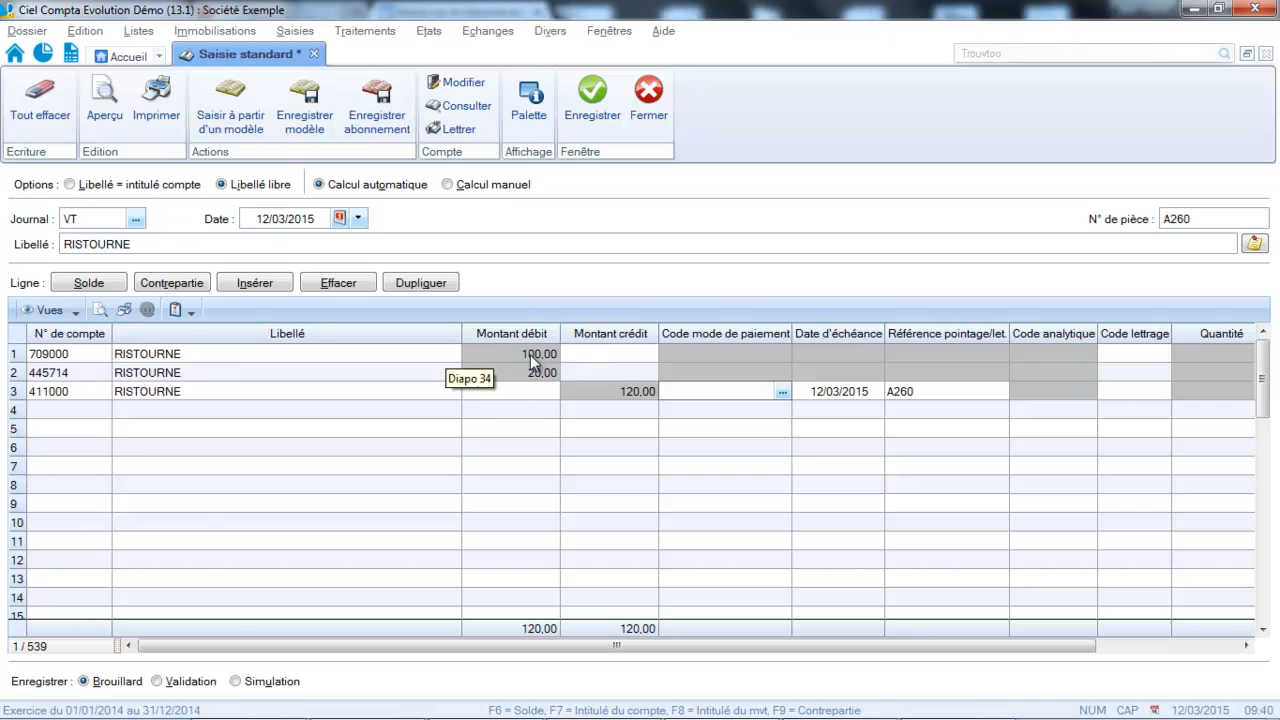 Ciel Compta Evolution Démo (13.1) : Société Exemple
Dossier Edition Listes Immobilisations Saisies Traitements Etats Echanges Divers Fenêtres Aide
Accueil Saisie standard * Trouvtoo
Tout effacer Aperçu Imprimer Saisir à partir d'un modèle Enregistrer modèle Enregistrer abonnement Modifier Consulter Lettrer Palette Enregistrer Fermer
Ecriture Edition Actions Compte Affichage Fenêtre
Options : Libellé = intitulé compte Libellé libre Calcul automatique Calcul manuel
Journal : VT ... Date : 12/03/2015 N° de pièce : A260
Libellé : RISTOURNE
Ligne : Solde Contrepartie Insérer Effacer Dupliquer
Vues
N° de compte Libellé Montant débit Montant crédit Code mode de paiement Date d'échéance Référence pointage/let. Code analytique Code lettrage Quantité
1 709000 RISTOURNE 100,00
2 445714 RISTOURNE 20,00
Diapo 34
3 411000 RISTOURNE 120,00 ... 12/03/2015 A260
4
5
6
7
8
9
10
11
12
13
14
15
120,00 120,00
1 / 539
Enregistrer : Brouillard Validation Simulation
Exercice du 01/01/2014 au 31/12/2014 F6 = Solde, F7 = Intitulé du compte, F8 = Intitulé du mvt, F9 = Contrepartie NUM CAP 12/03/2015 09:40